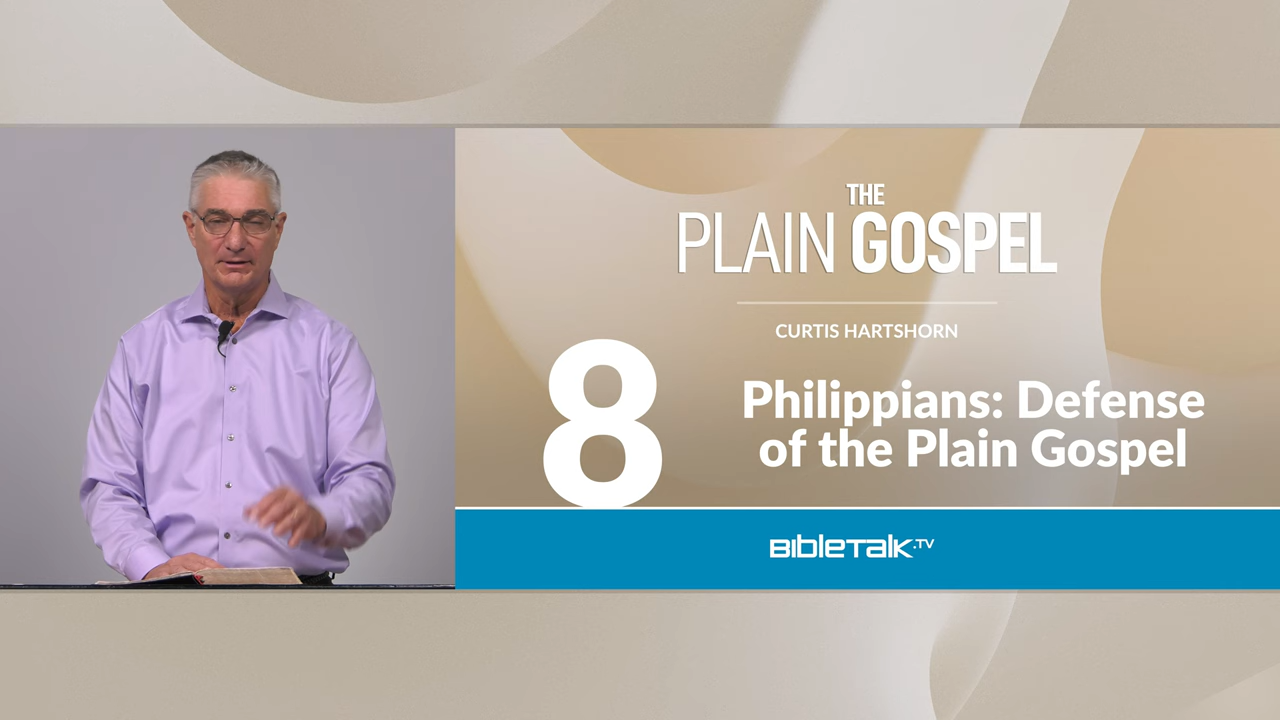 THE
PLAIN GOSPEL
CURTIS HARTSHORN
8
Philippians: Defense
of the Plain Gospel
BIBLETALK.TV